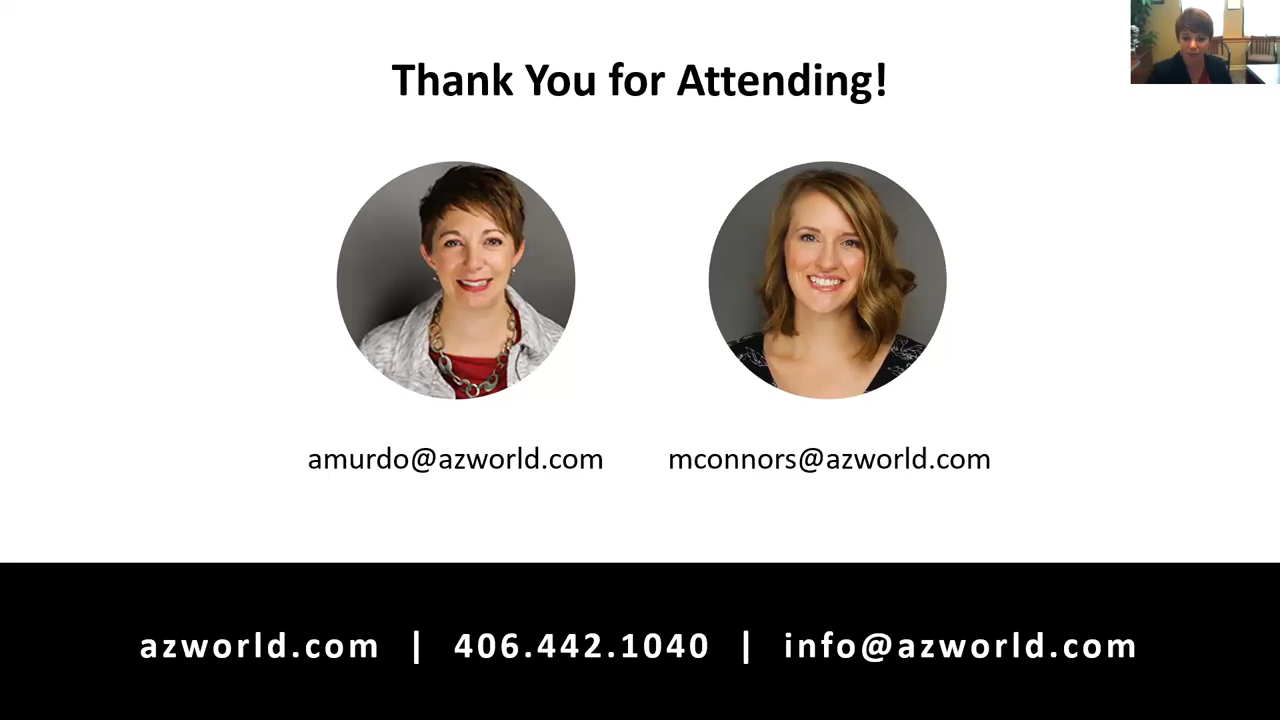 Thank You for Attending!
amurdo@azworld.com
mconnors@azworld.com
azworld.com | 406.442.1040 | info@azworld.com